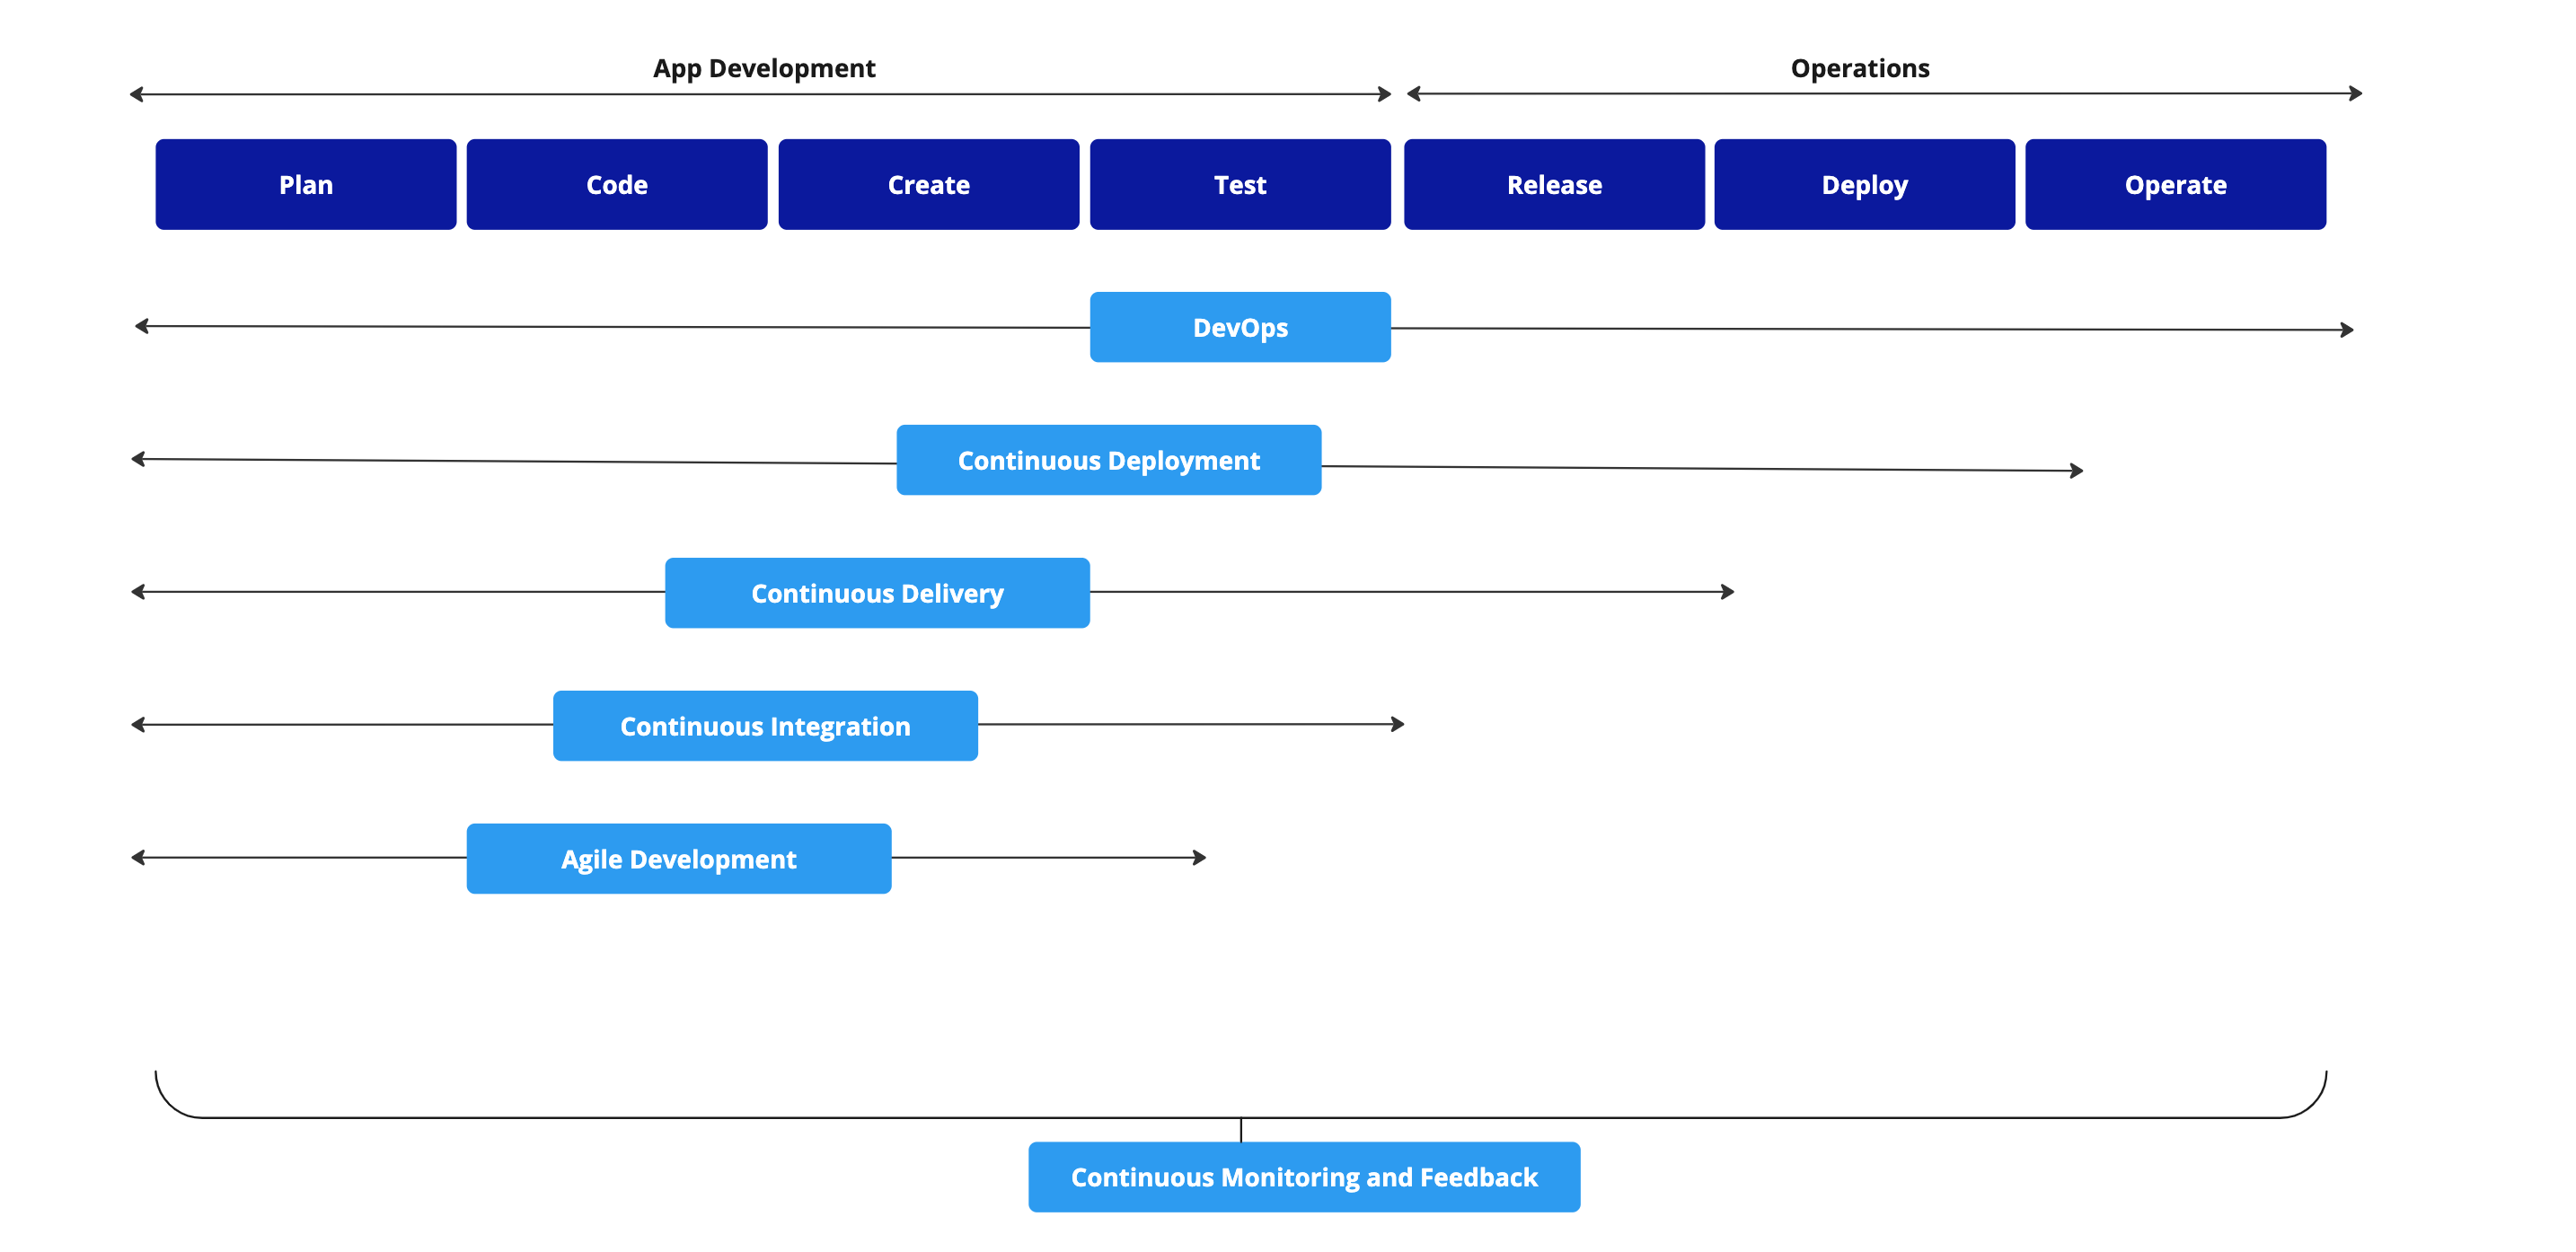 App Development
Operations
Plan
Code
Create
Test
Release
Deploy
Operate
DevOps
Continuous Deployment
Continuous Delivery
Continuous Integration
Agile Development
Continuous Monitoring and Feedback